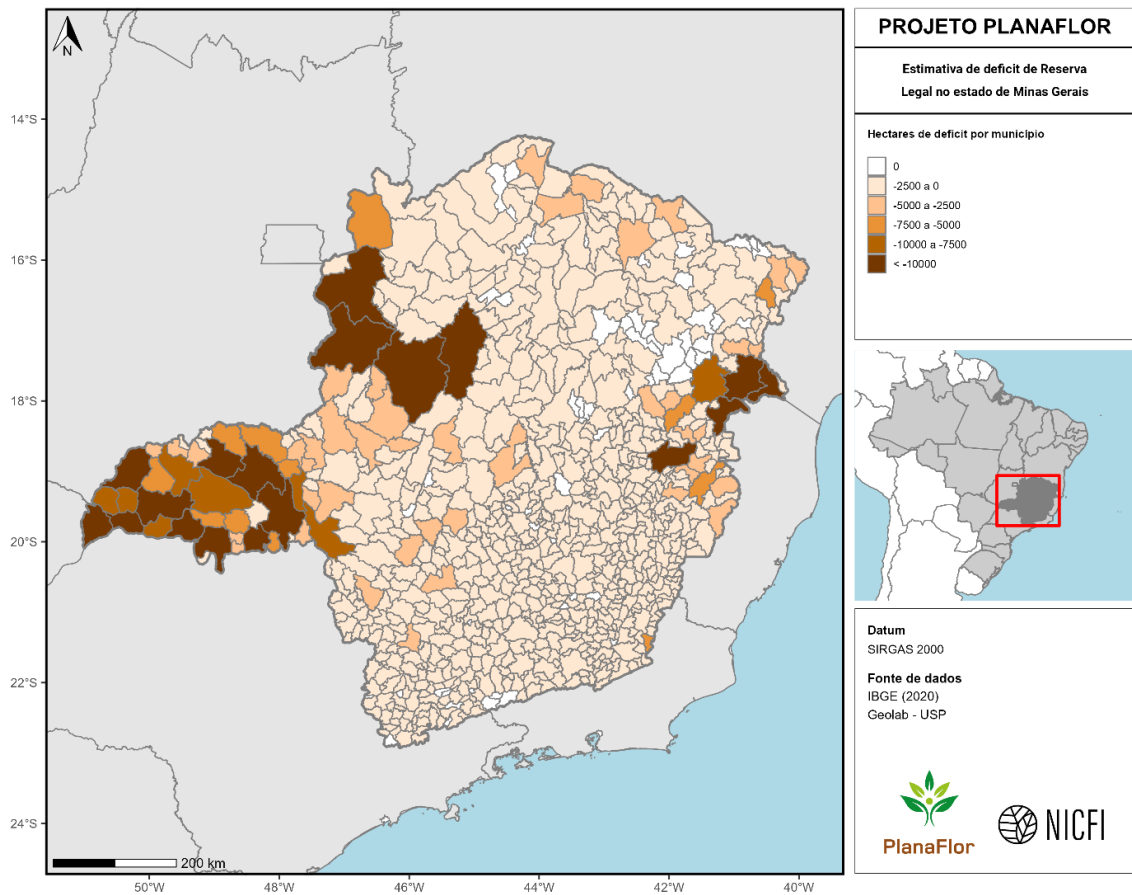 N
14°S
16°S
18°S
20°S
22°S
24°S
50°W
48°W
46°W
44°W
42°W
40°W
200 km
PROJETO PLANAFLOR
Estimativa de deficit de Reserva
Legal no estado de Minas Gerais
Hectares de deficit por município
0
-2500 a 0
-5000 a -2500
-7500 a -5000
-10000 a -7500
< -10000
Datum
SIRGAS 2000
Fonte de dados
IBGE (2020)
Geolab - USP
PlanaFlor
NICFI